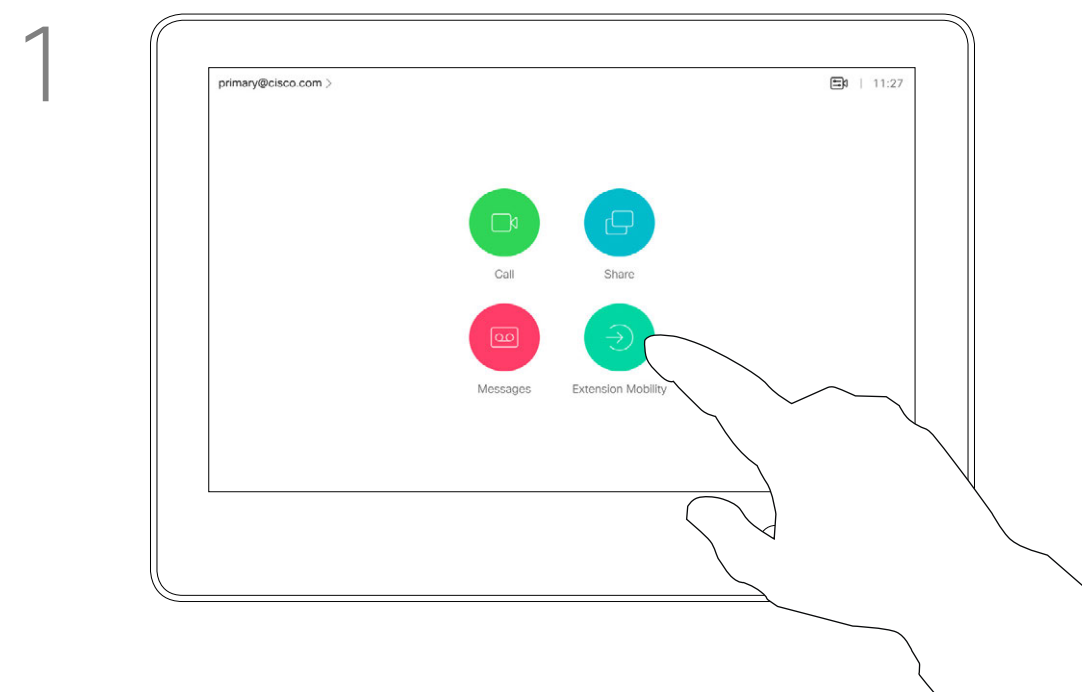 1
primary@cisco.com >
| 11:27
Call
Share
Messages
Extension Mobility